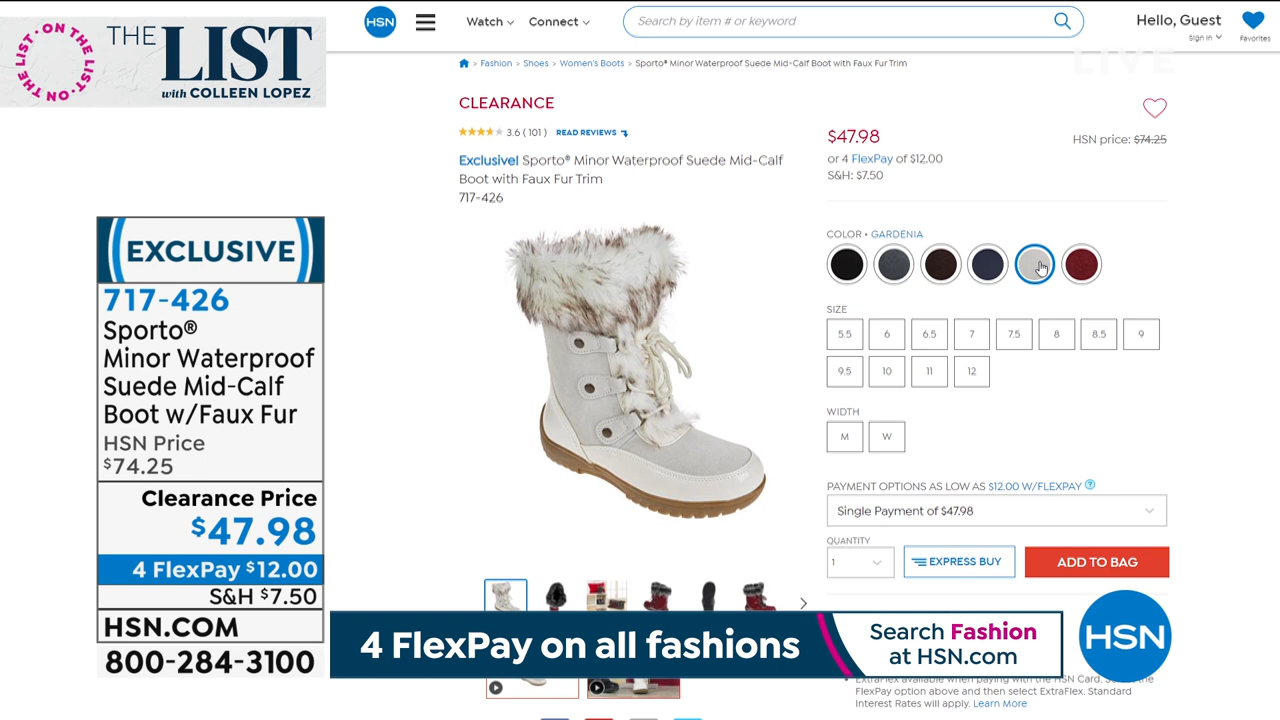 ON THE LIST • ON THE LIST •
THE LIST
with COLLEEN LOPEZ
HSN
Watch
Connect
Search by item # or keyword
Hello, Guest
Sign In
Favorites
LIVE
Fashion > Shoes > Women's Boots > Sporto® Minor Waterproof Suede Mid-Calf Boot with Faux Fur Trim
CLEARANCE
3.6 ( 101 ) READ REVIEWS
Exclusive! Sporto® Minor Waterproof Suede Mid-Calf
Boot with Faux Fur Trim
717-426
$47.98
HSN price: $74.25
or 4 FlexPay of $12.00
S&H: $7.50
COLOR • GARDENIA
SIZE
5.5 6 6.5 7 7.5 8 8.5 9
9.5 10 11 12
WIDTH
M W
PAYMENT OPTIONS AS LOW AS $12.00 W/FLEXPAY ?
Single Payment of $47.98
QUANTITY
1
EXPRESS BUY
ADD TO BAG
EXCLUSIVE
717-426
Sporto®
Minor Waterproof
Suede Mid-Calf
Boot w/Faux Fur
HSN Price
$74.25
Clearance Price
$47.98
4 FlexPay $12.00
S&H $7.50
HSN.COM
800-284-3100
4 FlexPay on all fashions
Search Fashion
at HSN.com
HSN
ExtraFlex available when paying with the HSN Card. the
FlexPay option above and then select ExtraFlex. Standard
Interest Rates will apply. Learn More